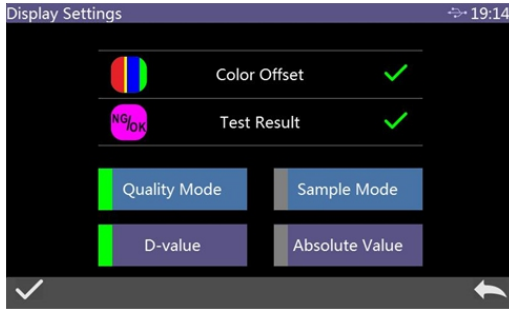 Display Settings 19:14
Color Offset
NG/OK Test Result
Quality Mode Sample Mode
D-value Absolute Value